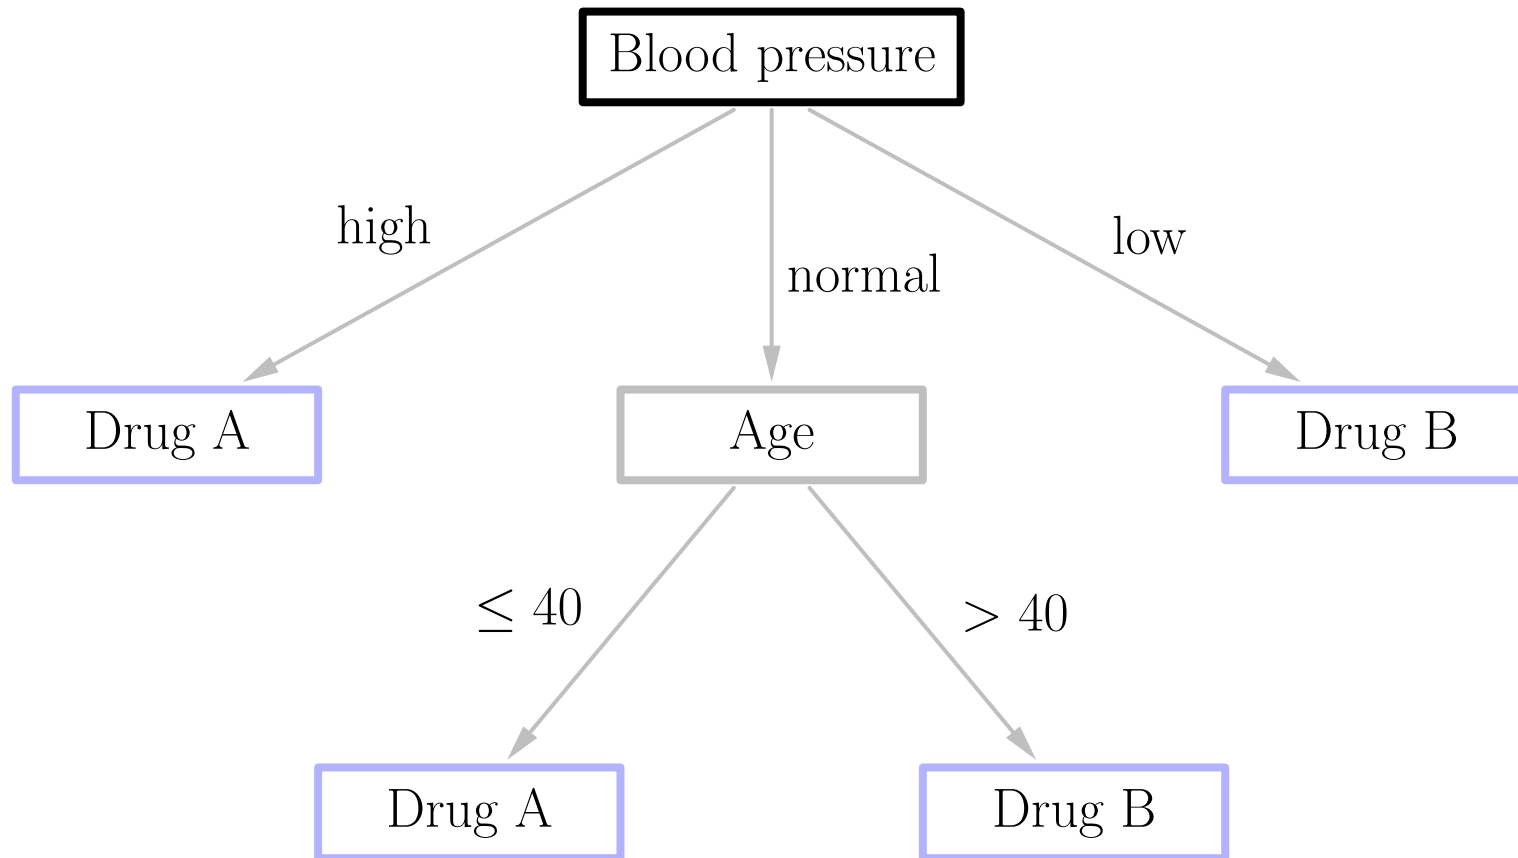 Blood pressure
high
normal
low
Drug A
Age
Drug B
≤ 40
> 40
Drug A
Drug B